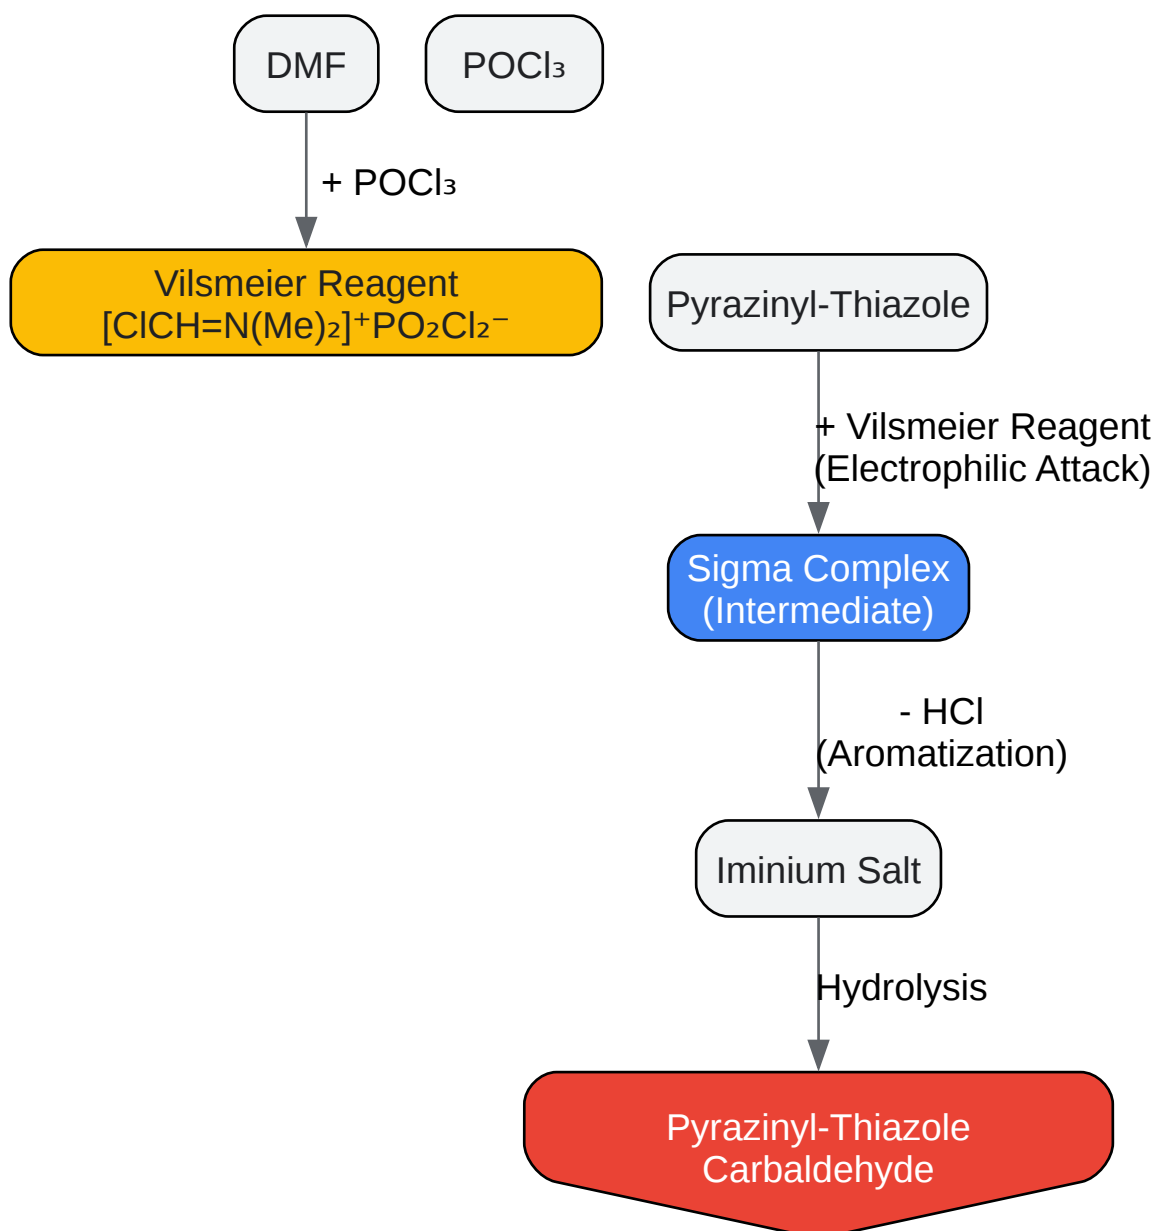 DMF
POCl₃
+ POCl₃
Vilsmeier Reagent
[ClCH=N(Me)₂]⁺PO₂Cl₂⁻
Pyrazinyl-Thiazole
+ Vilsmeier Reagent
(Electrophilic Attack)
Sigma Complex
(Intermediate)
- HCl
(Aromatization)
Iminium Salt
Hydrolysis
Pyrazinyl-Thiazole
Carbaldehyde